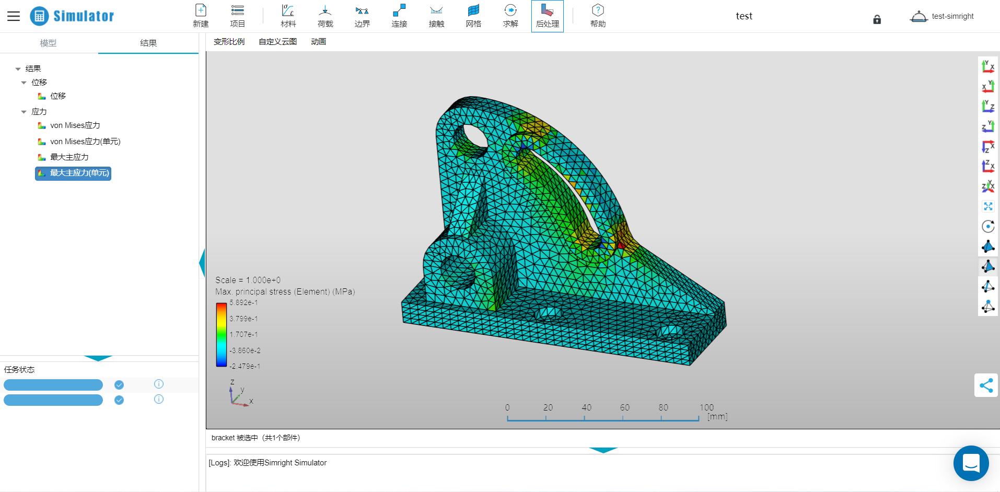 Simulator
新建
项目
材料
荷载
边界
连接
接触
网格
求解
后处理
帮助
test
test-simright
模型
结果
变形比例
自定义云图
动画
结果
位移
位移
应力
von Mises应力
von Mises应力(单元)
最大主应力
最大主应力(单元)
任务状态
Scale = 1.000e+0
Max. principal stress (Element) (MPa)
5.892e-1
3.799e-1
1.707e-1
-3.860e-2
-2.479e-1
z
y
x
0 20 40 60 80 100
[mm]
Y X
X Y
Y Z
Z Y
X Z
Z X
Z Y X
bracket 被选中（共1个部件）
[Logs]: 欢迎使用Simright Simulator